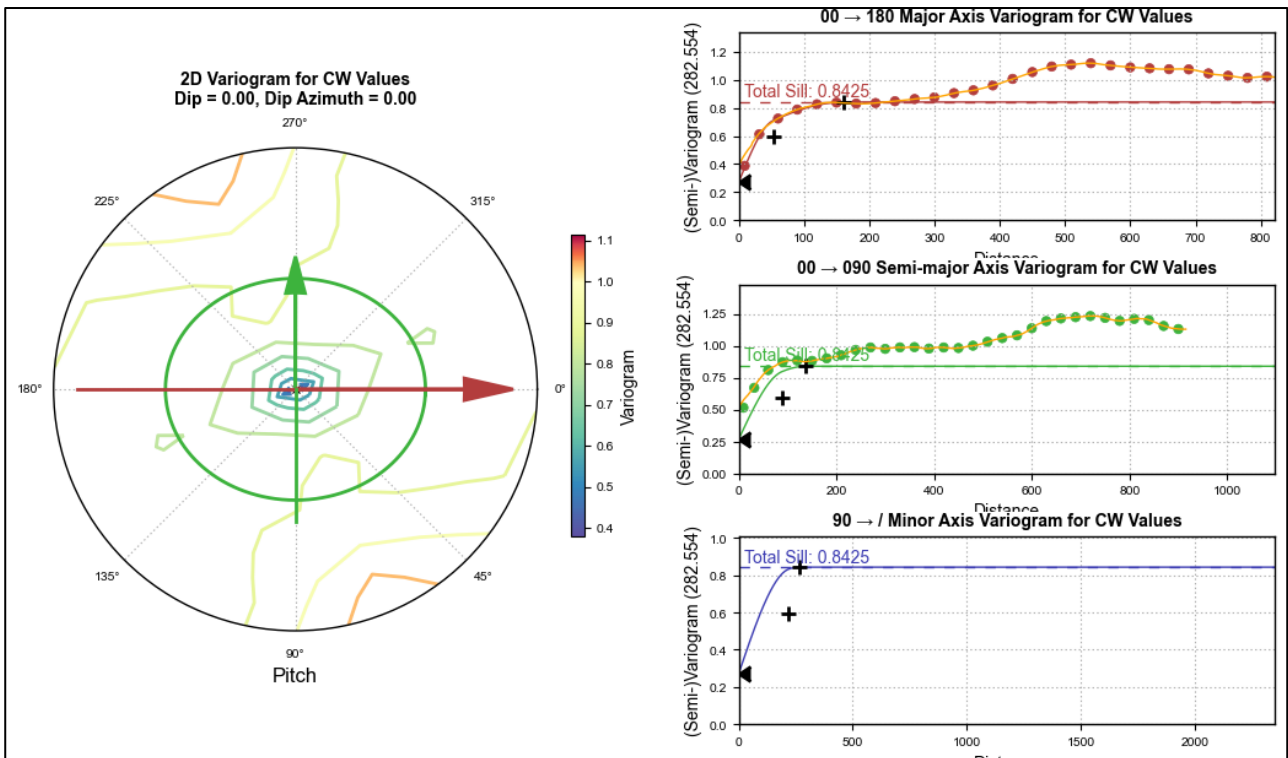 2D Variogram for CW Values
Dip = 0.00, Dip Azimuth = 0.00
270°
225°
315°
180°
0°
135°
45°
90°
Pitch
1.1
1.0
0.9
0.8
0.7
0.6
0.5
0.4
Variogram
00 → 180 Major Axis Variogram for CW Values
(Semi-)Variogram (282.554)
1.2
1.0
0.8
0.6
0.4
0.2
0.0
Total Sill: 0.8425
0 100 200 300 400 500 600 700 800
Distance
00 → 090 Semi-major Axis Variogram for CW Values
(Semi-)Variogram (282.554)
1.25
1.00
0.75
0.50
0.25
0.00
Total Sill: 0.8425
0 200 400 600 800 1000
Distance
90 → / Minor Axis Variogram for CW Values
(Semi-)Variogram (282.554)
1.0
0.8
0.6
0.4
0.2
0.0
Total Sill: 0.8425
0 500 1000 1500 2000